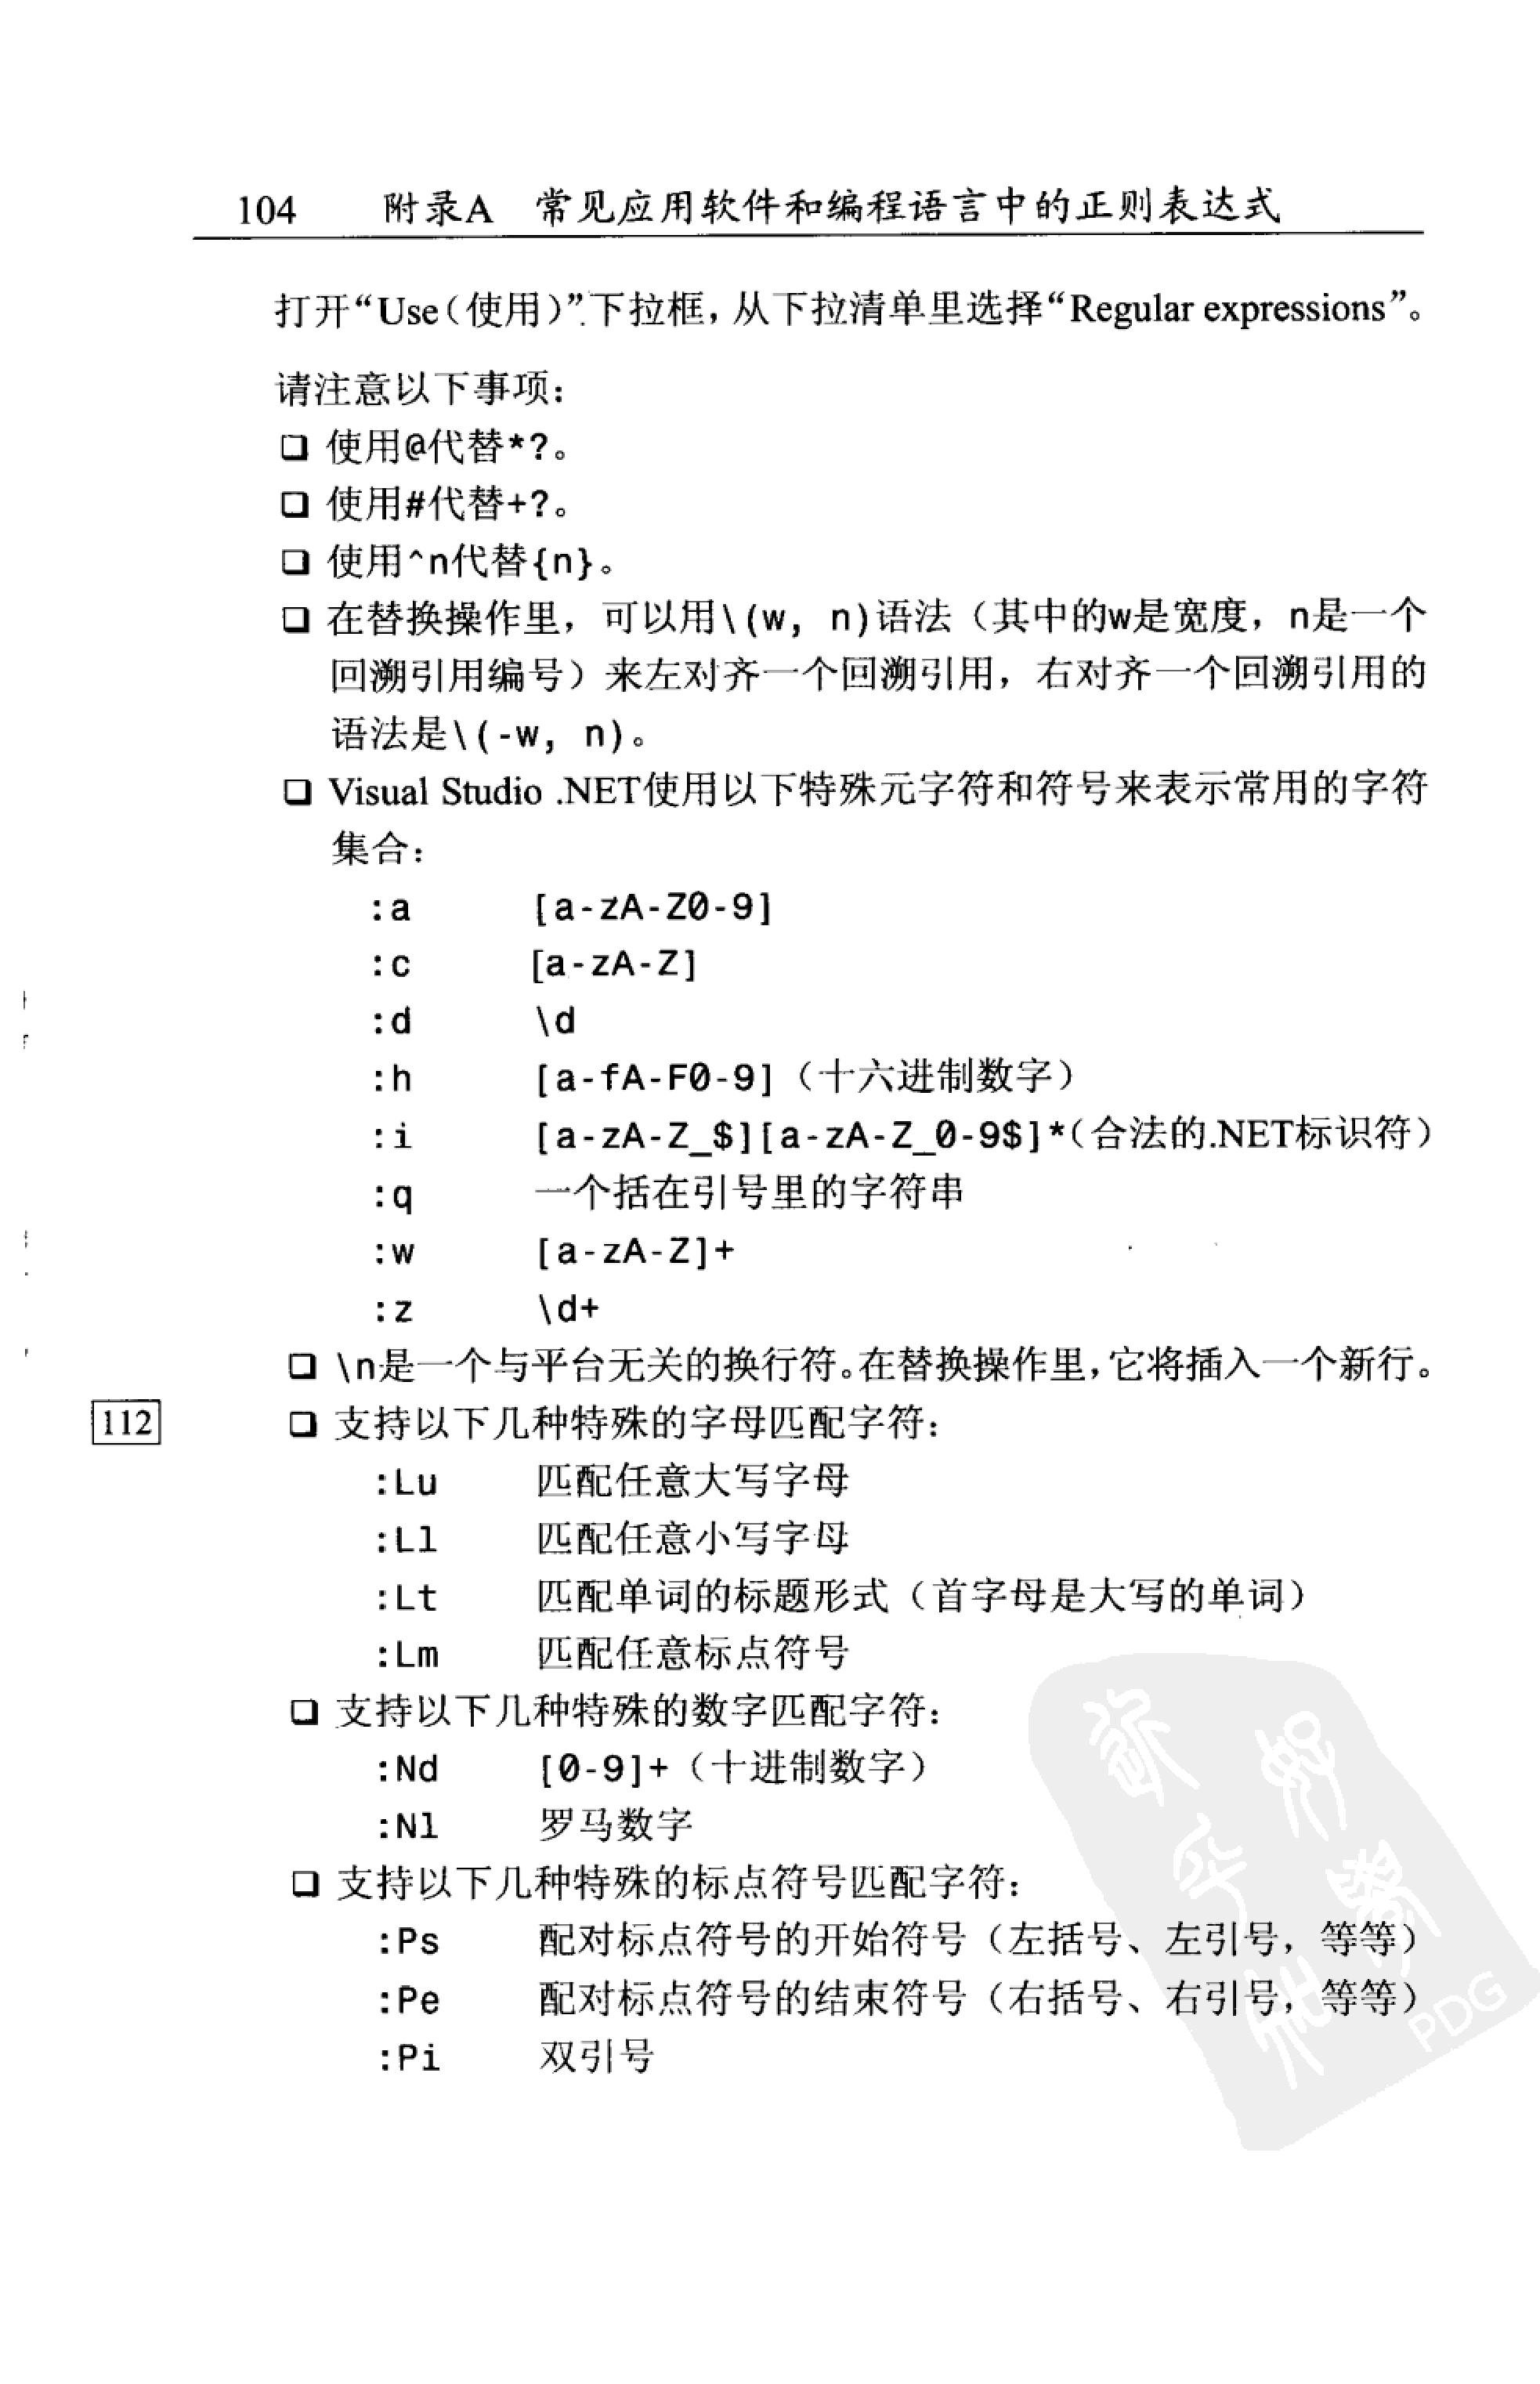 104 附录A 常见应用软件和编程语言中的正则表达式
打开“Use(使用)”下拉框，从下拉清单里选择“Regular expressions”。
请注意以下事项：
❑ 使用@代替*?。
❑ 使用#代替+?。
❑ 使用^n代替{n}。
❑ 在替换操作里，可以用\(w, n)语法（其中的w是宽度，n是一个
回溯引用编号）来左对齐一个回溯引用，右对齐一个回溯引用的
语法是\(-w, n)。
❑ Visual Studio .NET使用以下特殊元字符和符号来表示常用的字符
集合：
:a [a-zA-Z0-9]
:c [a-zA-Z]
:d \d
:h [a-fA-F0-9]（十六进制数字）
:i [a-zA-Z_$][a-zA-Z_0-9$]*(合法的.NET标识符）
:q 一个括在引号里的字符串
:w [a-zA-Z]+
:z \d+
❑ \n是一个与平台无关的换行符。在替换操作里，它将插入一个新行。
112 ❑ 支持以下几种特殊的字母匹配字符：
:Lu 匹配任意大写字母
:Ll 匹配任意小写字母
:Lt 匹配单词的标题形式（首字母是大写的单词）
:Lm 匹配任意标点符号
❑ 支持以下几种特殊的数字匹配字符：
:Nd [0-9]+（十进制数字）
:Nl 罗马数字
❑ 支持以下几种特殊的标点符号匹配字符：
:Ps 配对标点符号的开始符号（左括号、左引号，等等）
:Pe 配对标点符号的结束符号（右括号、右引号，等等）
:Pi 双引号
PDG